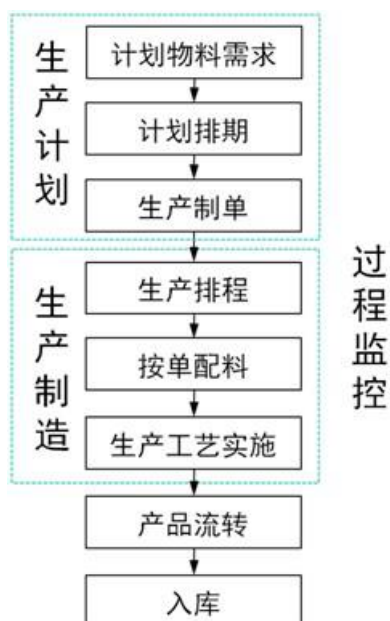 生产计划
计划物料需求
计划排期
生产制单
生产制造
生产排程
按单配料
生产工艺实施
过程监控
产品流转
入库